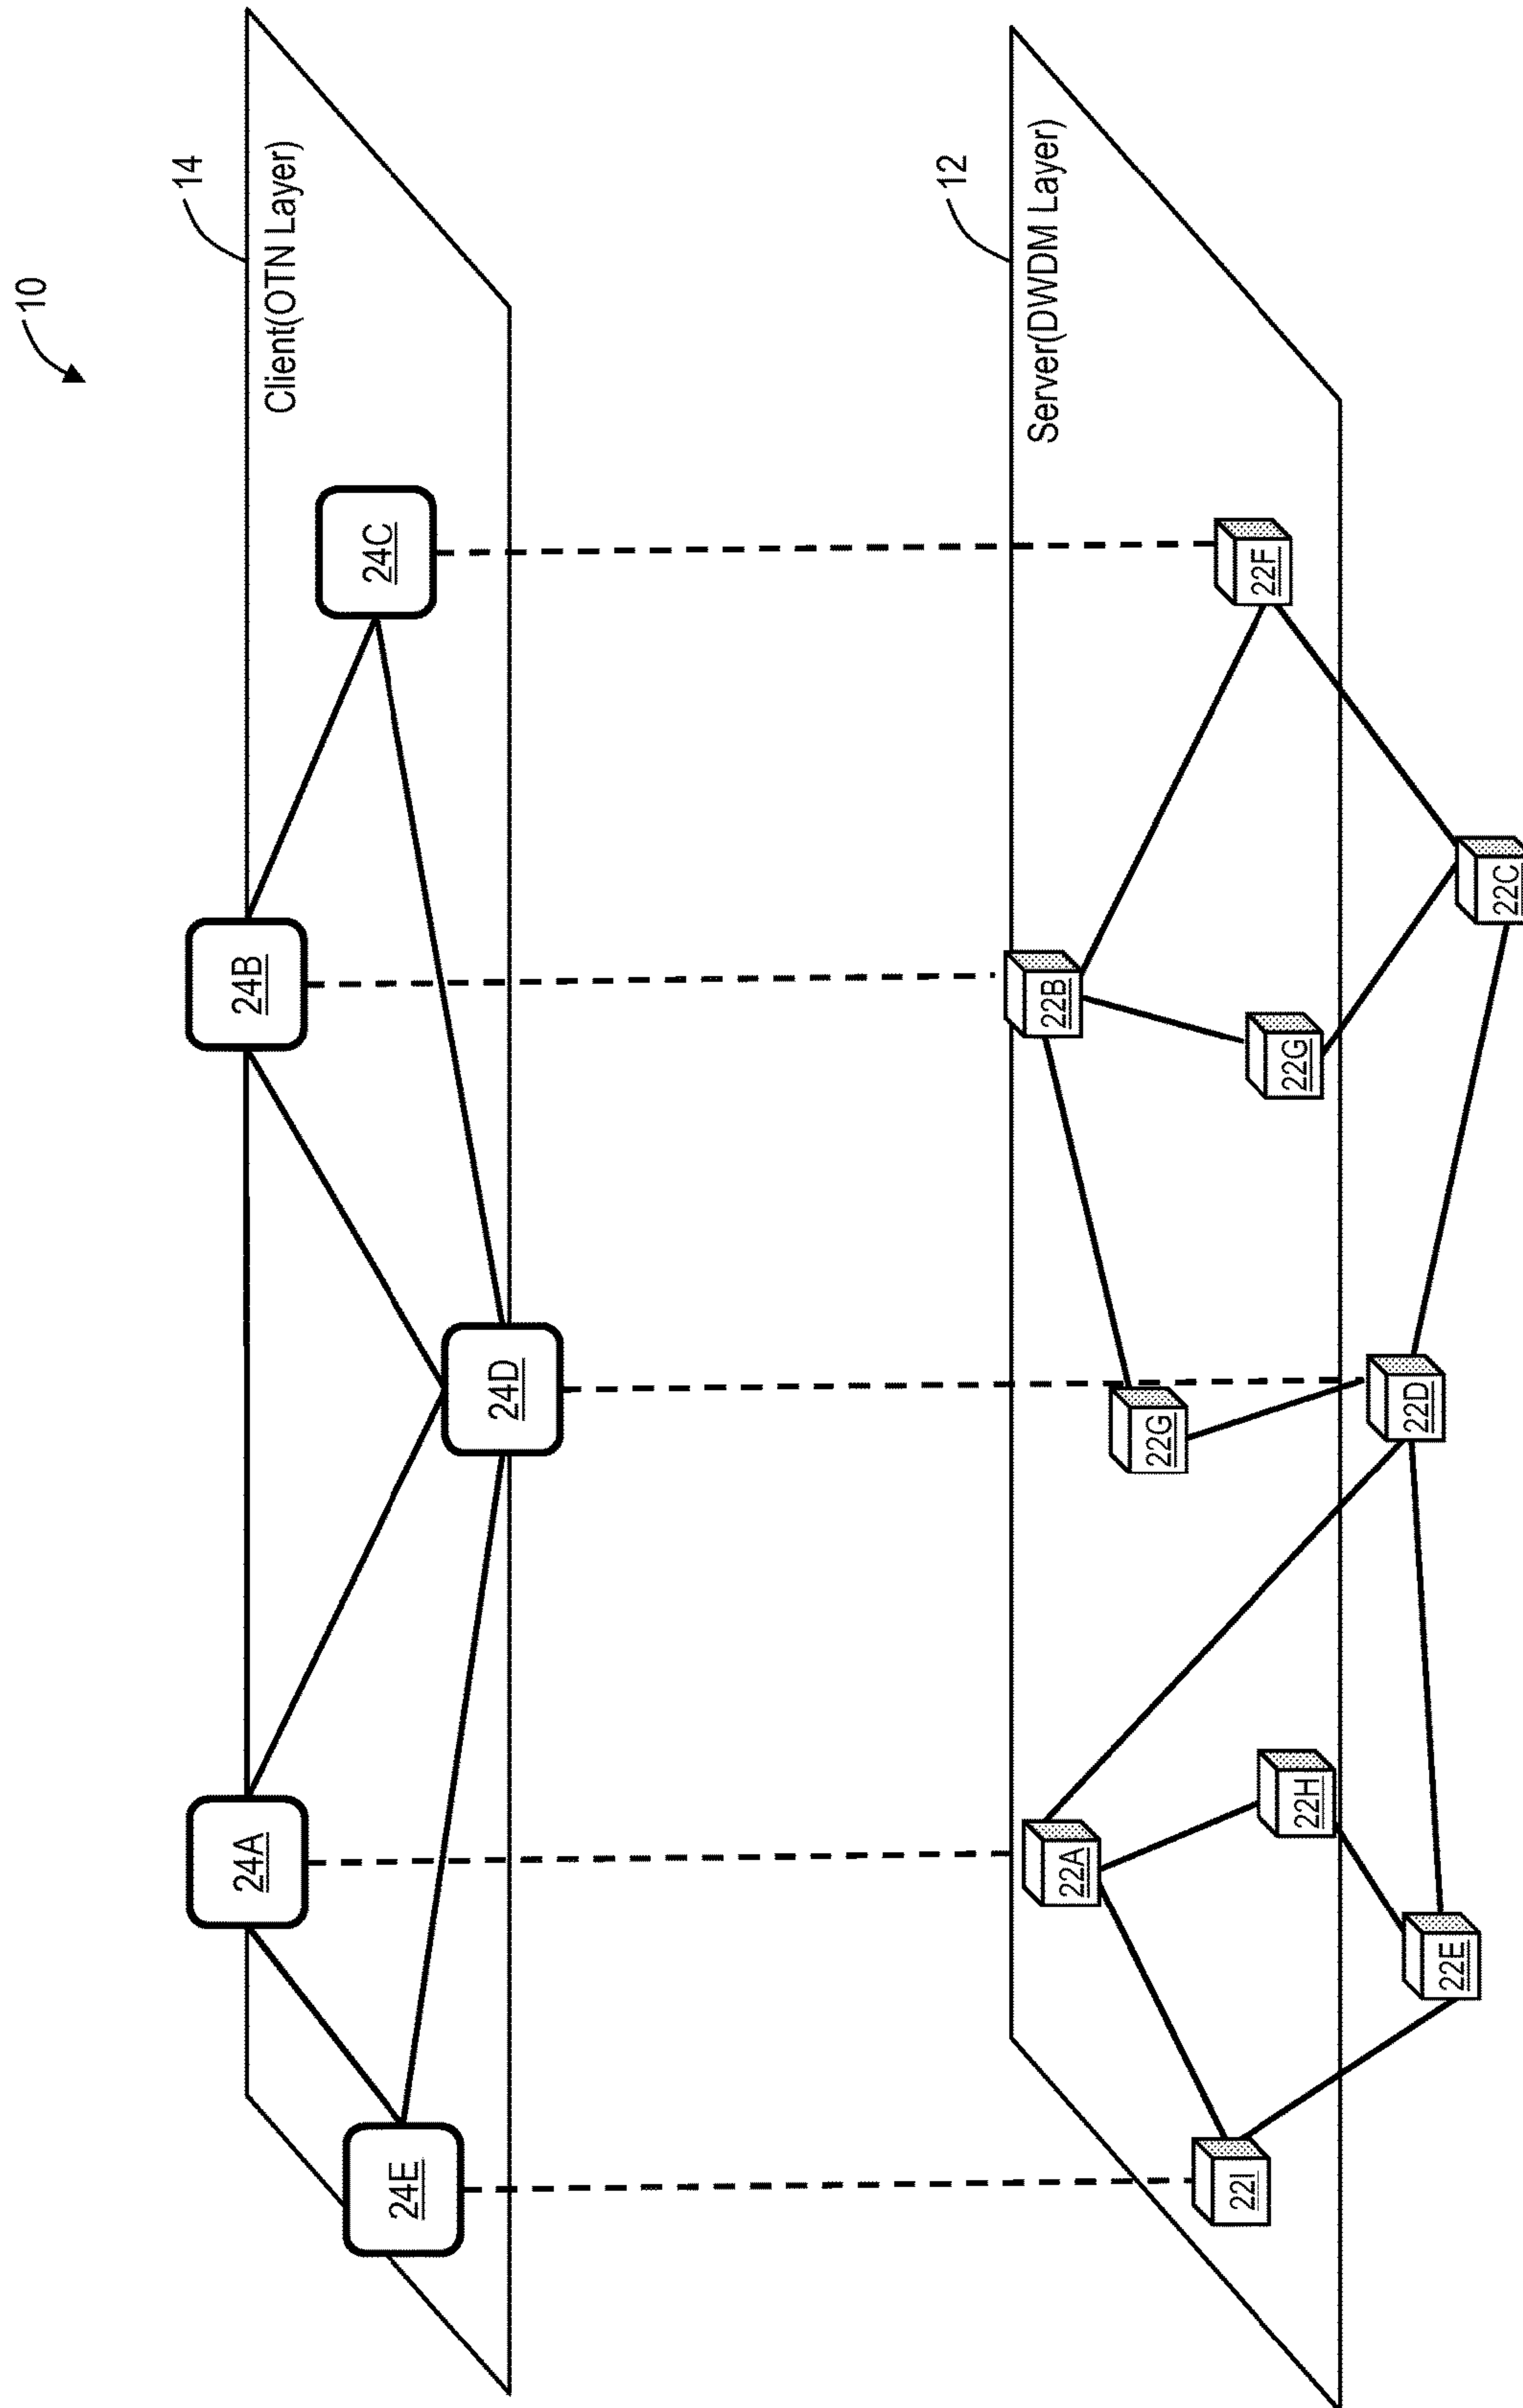 10
14
Client(OTN Layer)
24E
24A
24D
24B
24C
12
Server(DWDM Layer)
22I
22A
22H
22E
22G
22D
22B
22G
22C
22F